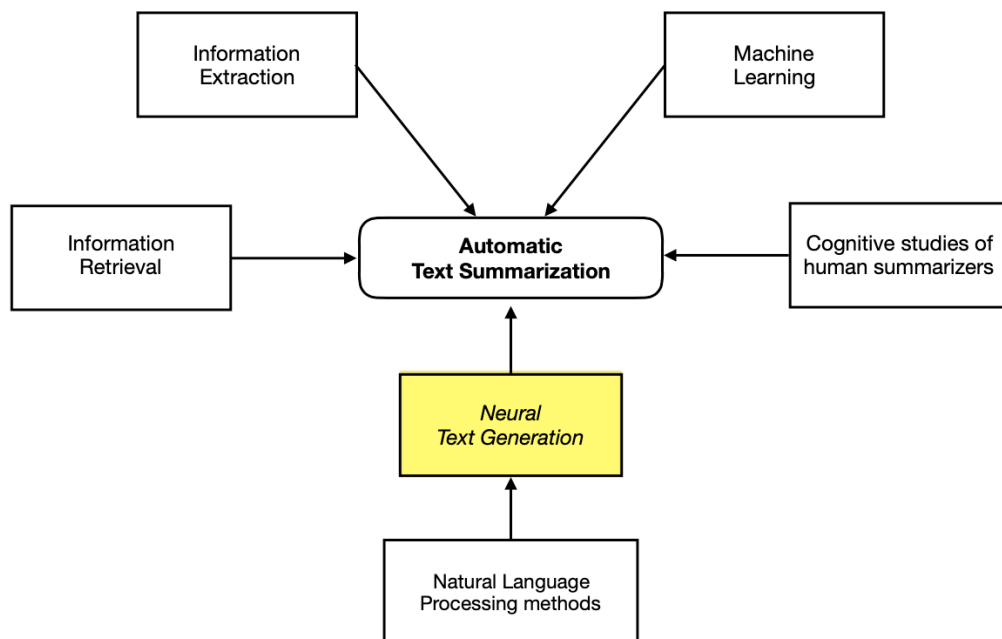 Information
Extraction
Machine
Learning
Information
Retrieval
Automatic
Text Summarization
Cognitive studies of
human summarizers
Neural
Text Generation
Natural Language
Processing methods